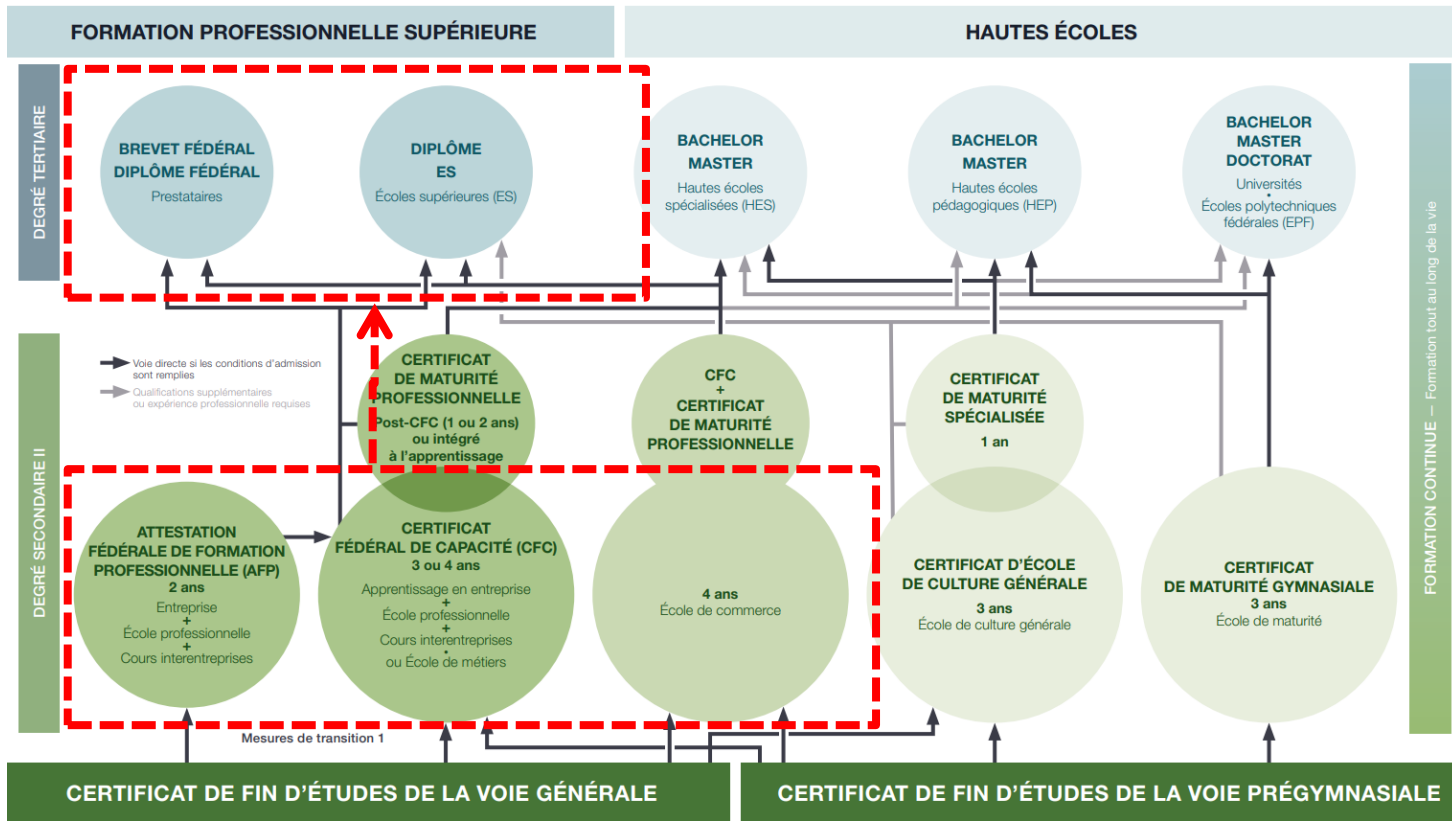 FORMATION PROFESSIONNELLE SUPÉRIEURE
HAUTES ÉCOLES
DEGRÉ TERTIAIRE
BREVET FÉDÉRAL
DIPLÔME FÉDÉRAL
Prestataires
DIPLÔME
ES
Écoles supérieures (ES)
BACHELOR
MASTER
Hautes écoles
spécialisées (HES)
BACHELOR
MASTER
Hautes écoles
pédagogiques (HEP)
BACHELOR
MASTER
DOCTORAT
Universités
•
Écoles polytechniques
fédérales (EPF)
FORMATION CONTINUE — Formation tout au long de la vie
DEGRÉ SECONDAIRE II
Voie directe si les conditions d'admission
sont remplies
Qualifications supplémentaires
ou expérience professionnelle requises
CERTIFICAT
DE MATURITÉ
PROFESSIONNELLE
Post-CFC (1 ou 2 ans)
ou intégré
à l'apprentissage
CFC
+
CERTIFICAT
DE MATURITÉ
PROFESSIONNELLE
CERTIFICAT
DE MATURITÉ
SPÉCIALISÉE
1 an
ATTESTATION
FÉDÉRALE DE FORMATION
PROFESSIONNELLE (AFP)
2 ans
Entreprise
+
École professionnelle
+
Cours interentreprises
CERTIFICAT
FÉDÉRAL DE CAPACITÉ (CFC)
3 ou 4 ans
Apprentissage en entreprise
+
École professionnelle
+
Cours interentreprises
•
ou École de métiers
4 ans
École de commerce
CERTIFICAT D'ÉCOLE
DE CULTURE GÉNÉRALE
3 ans
École de culture générale
CERTIFICAT
DE MATURITÉ GYMNASIALE
3 ans
École de maturité
Mesures de transition 1
CERTIFICAT DE FIN D'ÉTUDES DE LA VOIE GÉNÉRALE
CERTIFICAT DE FIN D'ÉTUDES DE LA VOIE PRÉGYMNASIALE